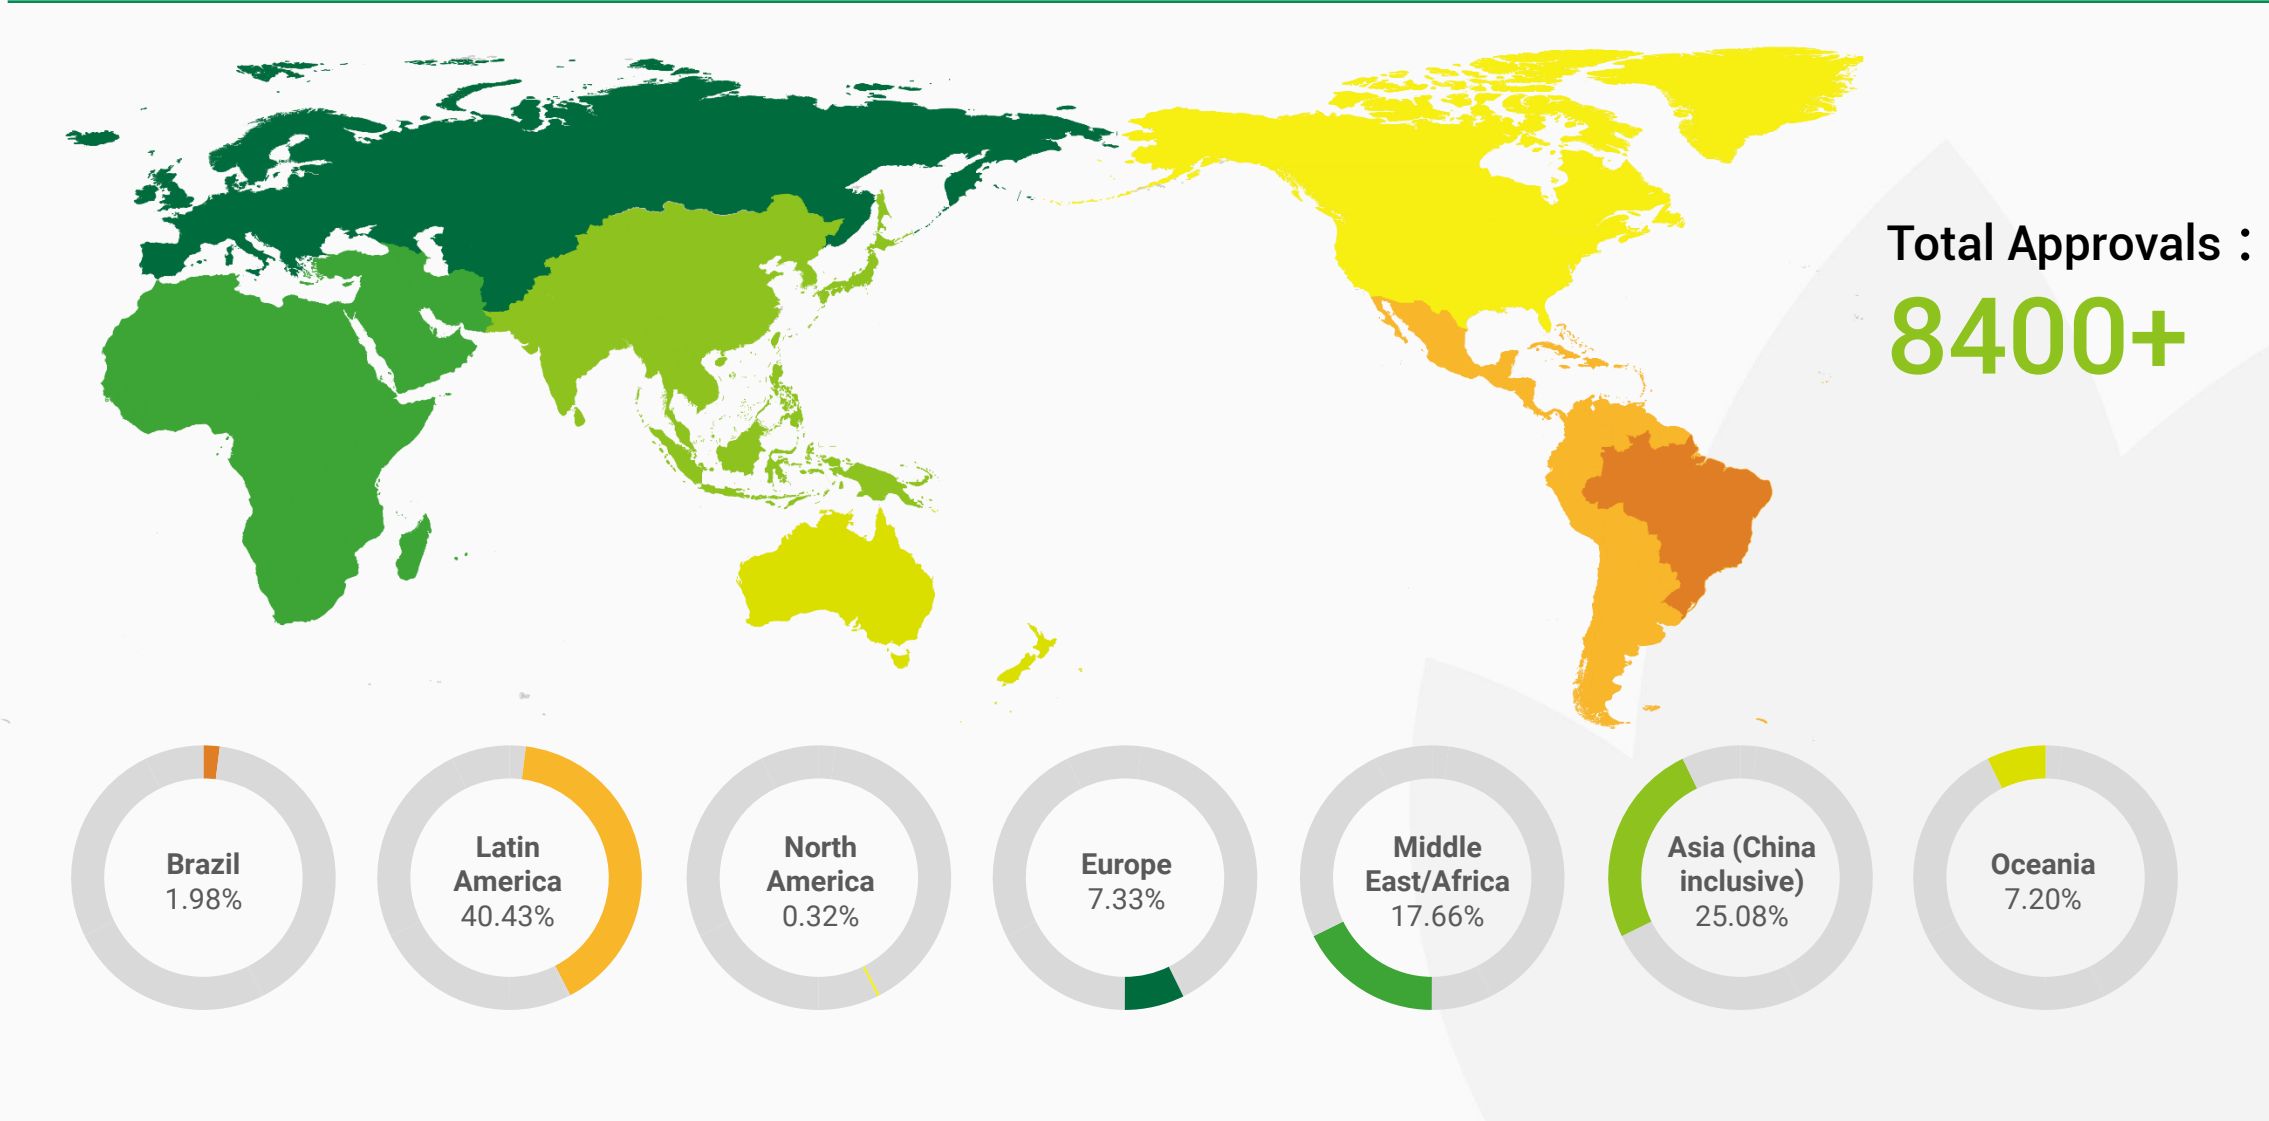 Total Approvals：
8400+
Brazil
1.98%
Latin
America
40.43%
North
America
0.32%
Europe
7.33%
Middle
East/Africa
17.66%
Asia (China
inclusive)
25.08%
Oceania
7.20%